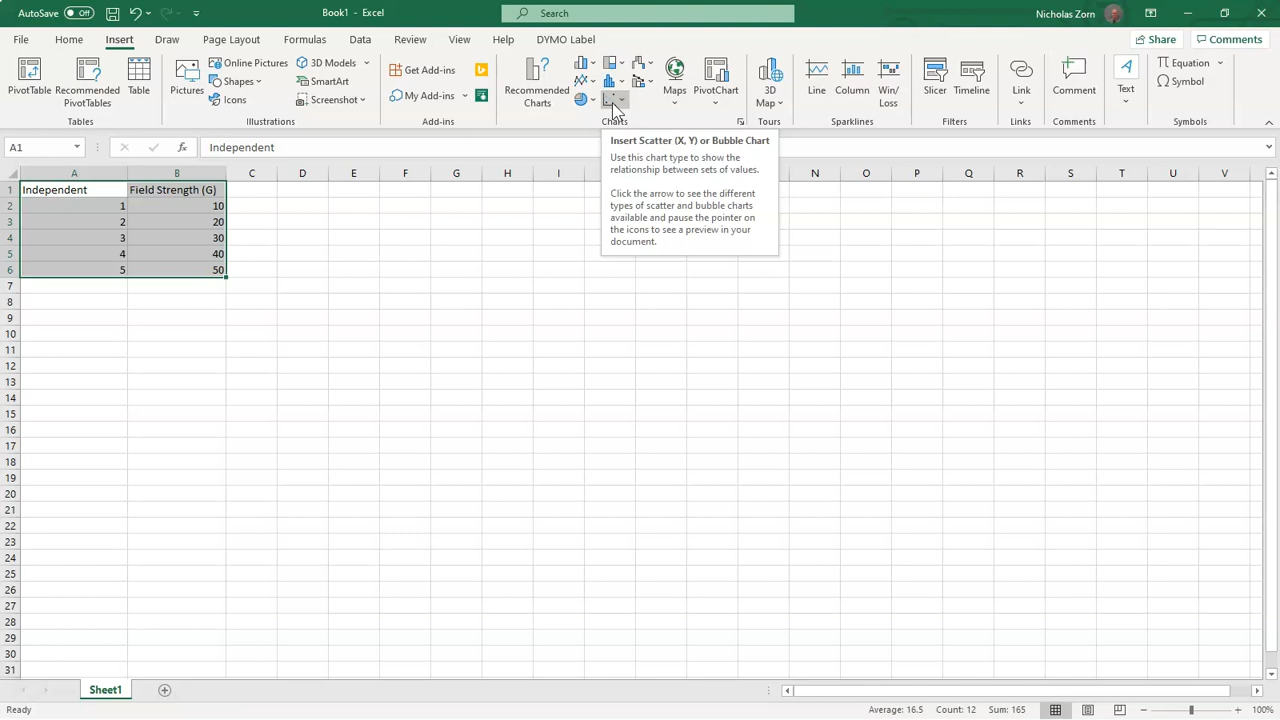 AutoSave Off Book1 - Excel Search Nicholas Zorn
File Home Insert Draw Page Layout Formulas Data Review View Help DYMO Label Share Comments
PivotTable Recommended PivotTables Table
Tables
Pictures Online Pictures Shapes Icons 3D Models SmartArt Screenshot
Illustrations
Get Add-ins My Add-ins
Add-ins
Recommended Charts Maps PivotChart
Charts
3D Map
Tours
Line Column Win/ Loss
Sparklines
Slicer Timeline
Filters
Link
Links
Comment
Comments
Text
Equation
Symbol
Symbols
A1 fx Independent
Insert Scatter (X, Y) or Bubble Chart
Use this chart type to show the
relationship between sets of values.
Click the arrow to see the different
types of scatter and bubble charts
available and pause the pointer on
the icons to see a preview in your
document.
A B C D E F G H I N O P Q R S T U V
1 Independent Field Strength (G)
2 1 10
3 2 20
4 3 30
5 4 40
6 5 50
7
8
9
10
11
12
13
14
15
16
17
18
19
20
21
22
23
24
25
26
27
28
29
30
31
Sheet1
Ready Average: 16.5 Count: 12 Sum: 165 100%